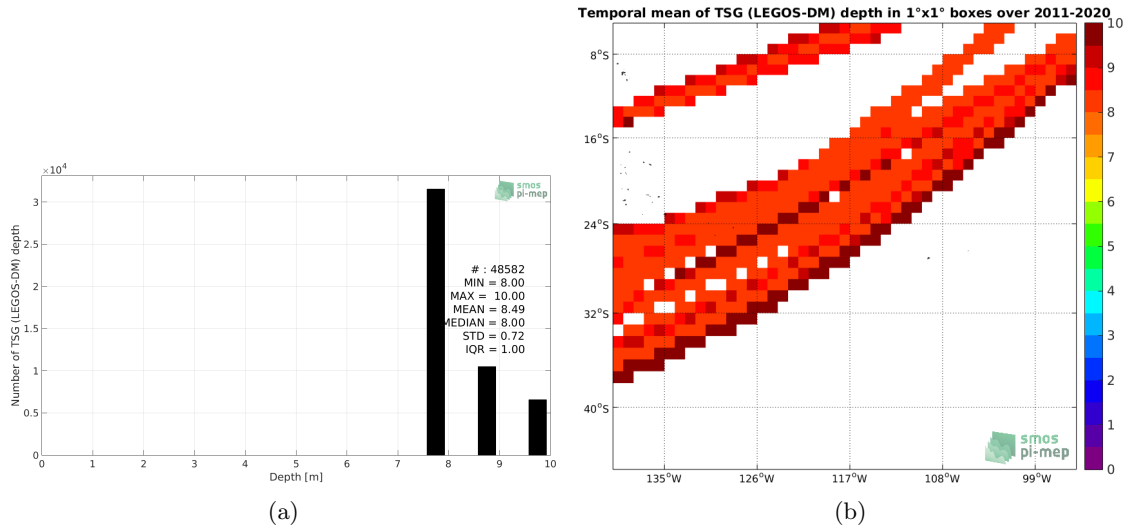 ×10⁴
3
2.5
2
1.5
1
0.5
0
Number of TSG (LEGOS-DM) depth
smos
pi-mep
# : 48582
MIN = 8.00
MAX = 10.00
MEAN = 8.49
MEDIAN = 8.00
STD = 0.72
IQR = 1.00
0 1 2 3 4 5 6 7 8 9 10
Depth [m]
(a)
Temporal mean of TSG (LEGOS-DM) depth in 1°x1° boxes over 2011-2020
8°S
16°S
24°S
32°S
40°S
135°W 126°W 117°W 108°W 99°W
smos
pi-mep
10
9
8
7
6
5
4
3
2
1
0
(b)